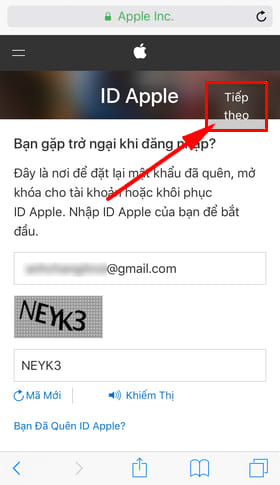 Apple Inc.
ID Apple
Tiếp
theo
Bạn gặp trở ngại khi đăng nhập?
Đây là nơi để đặt lại mật khẩu đã quên, mở
khóa cho tài khoản hoặc khôi phục
ID Apple. Nhập ID Apple của bạn để bắt
đầu.
@gmail.com
NEYK3
NEYK3
Mã Mới
Khiếm Thị
Bạn Đã Quên ID Apple?